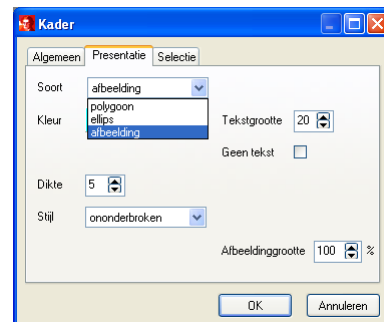 Kader
Algemeen Presentatie Selectie
Soort afbeelding
polygoon
ellips
afbeelding
Kleur
Tekstgrootte 20
Geen tekst
Dikte 5
Stijl ononderbroken
Afbeeldinggrootte 100 %
OK Annuleren